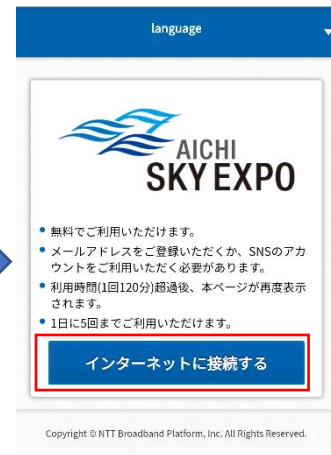 language
AICHI
SKY EXPO
• 無料でご利用いただけます。
• メールアドレスをご登録いただくか、SNSのアカ
ウントをご利用いただく必要があります。
• 利用時間(1回120分)超過後、本ページが再度表示
されます。
• 1日に5回までご利用いただけます。
インターネットに接続する
Copyright © NTT Broadband Platform, Inc. All Rights Reserved.